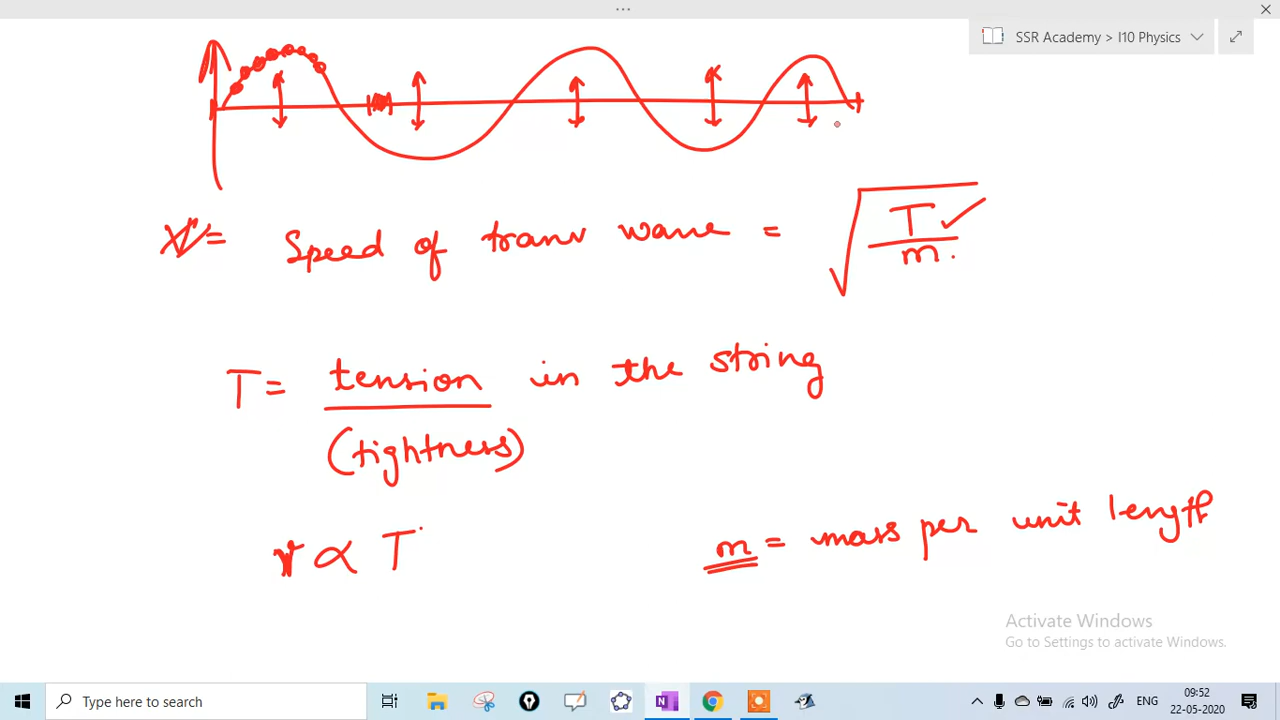 SSR Academy > I10 Physics
V = Speed of tranv wave = √T/m
T = tension in the string
(tightness)
v ∝ T
m = mass per unit length
Activate Windows
Go to Settings to activate Windows.
Type here to search
ENG
09:52
22-05-2020